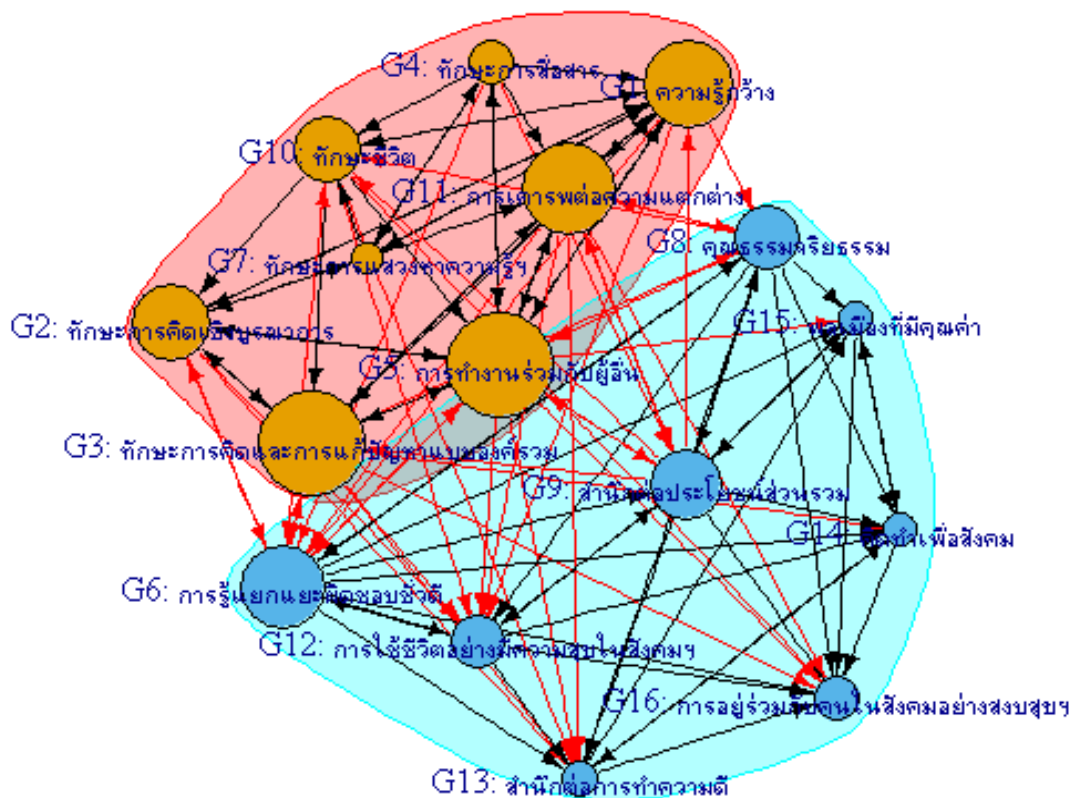 G4: ทักษะการสื่อสาร
G1: ความรู้กว้าง
G10: ทักษะชีวิต
G11: การเคารพต่อความแตกต่าง
G8: คุณธรรมจริยธรรม
G7: ทักษะการแสวงหาความรู้ฯ
G15: พลเมืองที่มีคุณค่า
G2: ทักษะการคิดเชิงบูรณาการ
G5: การทำงานร่วมกับผู้อื่น
G3: ทักษะการคิดและการแก้ปัญหาแบบองค์รวม
G9: สำนึกต่อประโยชน์ส่วนรวม
G14: เพื่อสังคม
G6: การรู้แยกแยะผิดชอบชั่วดี
G12: การใช้ชีวิตอย่างมีความสุขในสังคมฯ
G16: การอยู่ร่วมกับคนในสังคมอย่างสงบสุขฯ
G13: สำนึกต่อการทำความดี